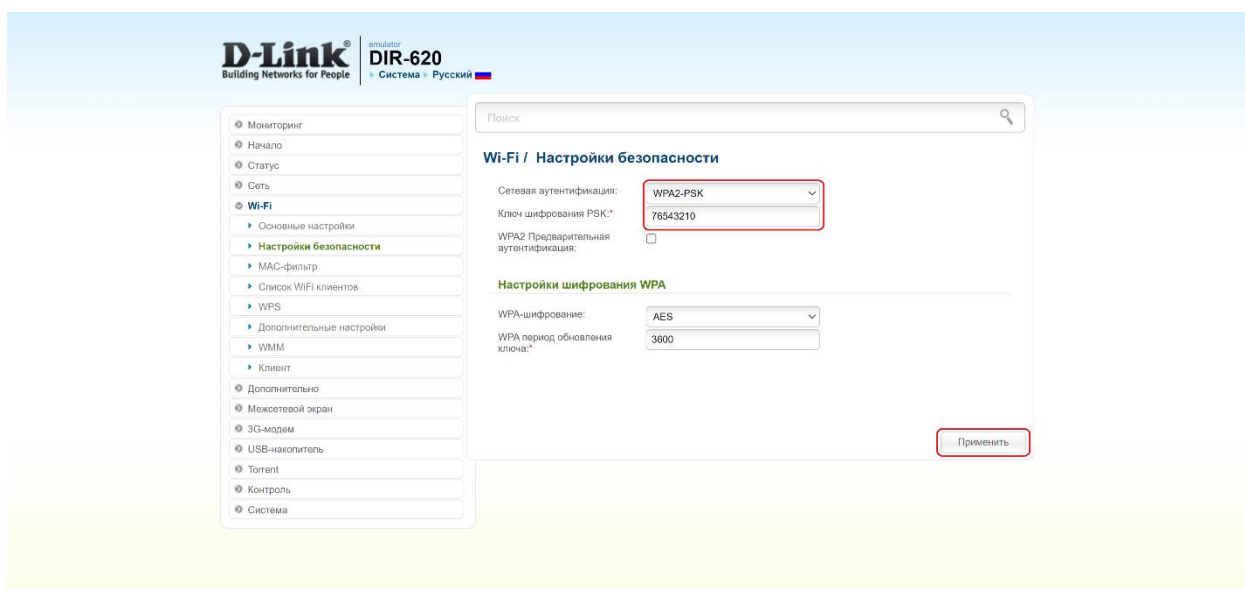 D-Link®
Building Networks for People
emulator
DIR-620
Система Русский
Мониторинг
Начало
Статус
Сеть
Wi-Fi
Основные настройки
Настройки безопасности
MAC-фильтр
Список WiFi клиентов
WPS
Дополнительные настройки
WMM
Клиент
Дополнительно
Межсетевой экран
3G-модем
USB-накопитель
Torrent
Контроль
Система
Поиск
Wi-Fi / Настройки безопасности
Сетевая аутентификация: WPA2-PSK
Ключ шифрования PSK:* 76543210
WPA2 Предварительная
аутентификация:
Настройки шифрования WPA
WPA-шифрование: AES
WPA период обновления 3600
ключа:*
Применить